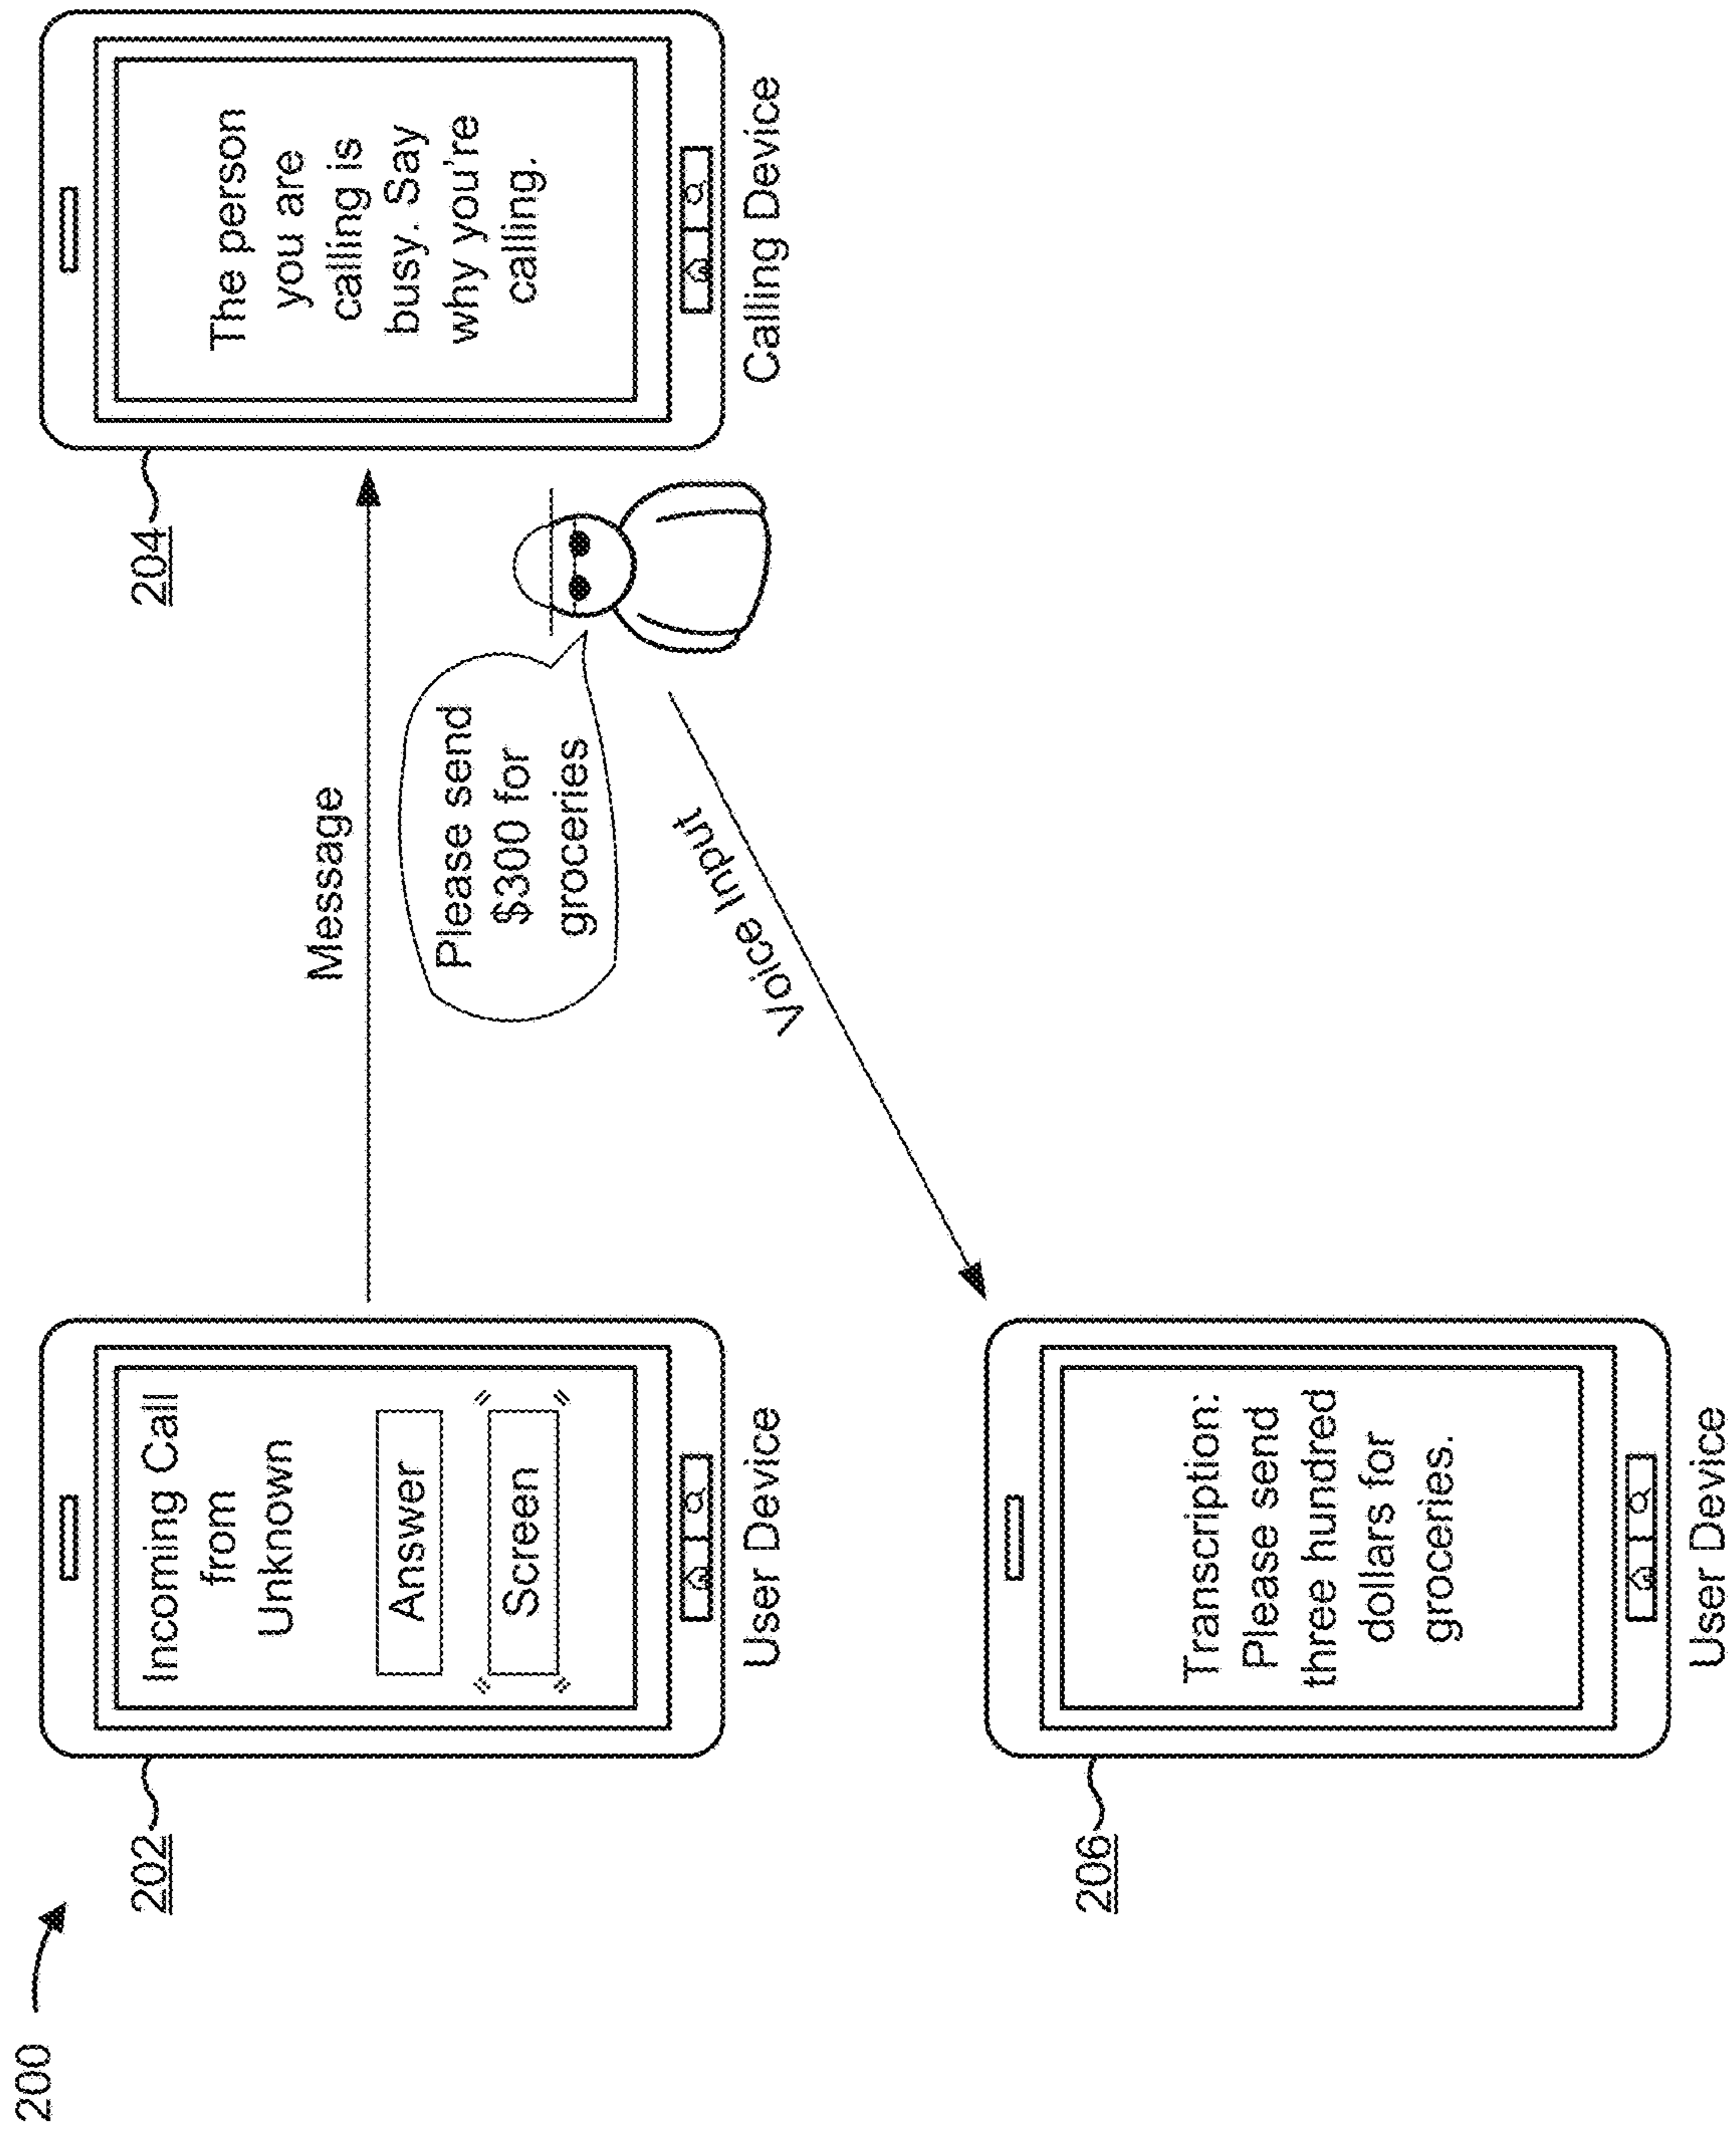 200
202
Incoming Call
from
Unknown
Answer
Screen
User Device
Message
204
The person
you are
calling is
busy. Say
why you're
calling.
Calling Device
Please send
$300 for
groceries
Voice Input
206
Transcription:
Please send
three hundred
dollars for
groceries.
User Device